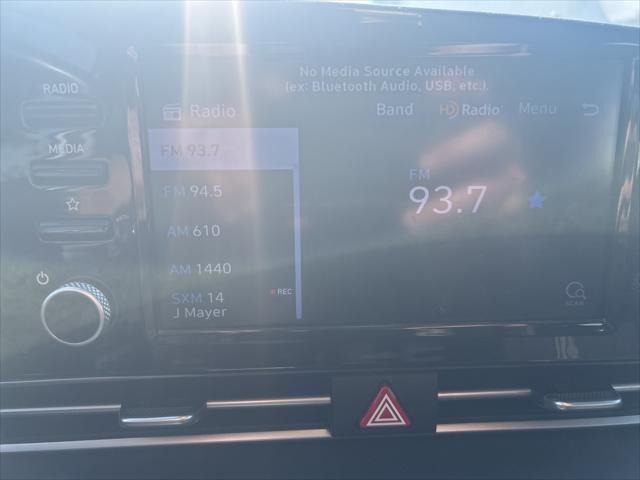 No Media Source Available
(ex: Bluetooth Audio, USB, etc.).
RADIO
Radio
Band
HD Radio
Menu
MEDIA
FM 93.7
FM 94.5
AM 610
AM 1440
SXM 14
J Mayer
REC
FM
93.7
SCAN